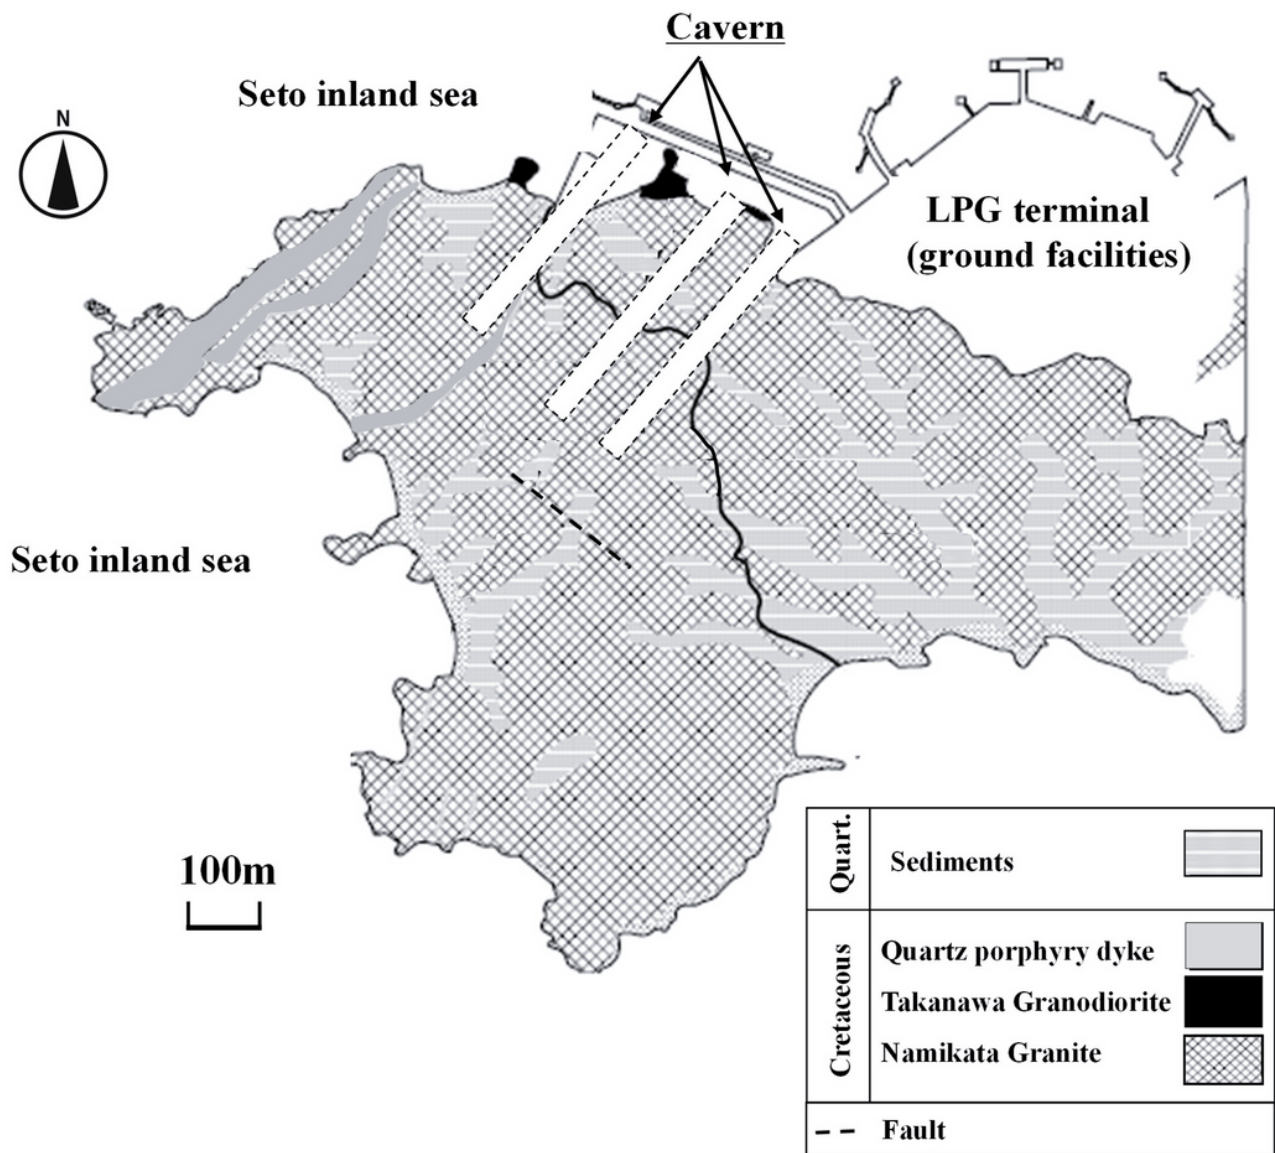 Cavern
Seto inland sea
N
LPG terminal
(ground facilities)
Seto inland sea
100m
Quart.
Sediments
Cretaceous
Quartz porphyry dyke
Takanawa Granodiorite
Namikata Granite
Fault